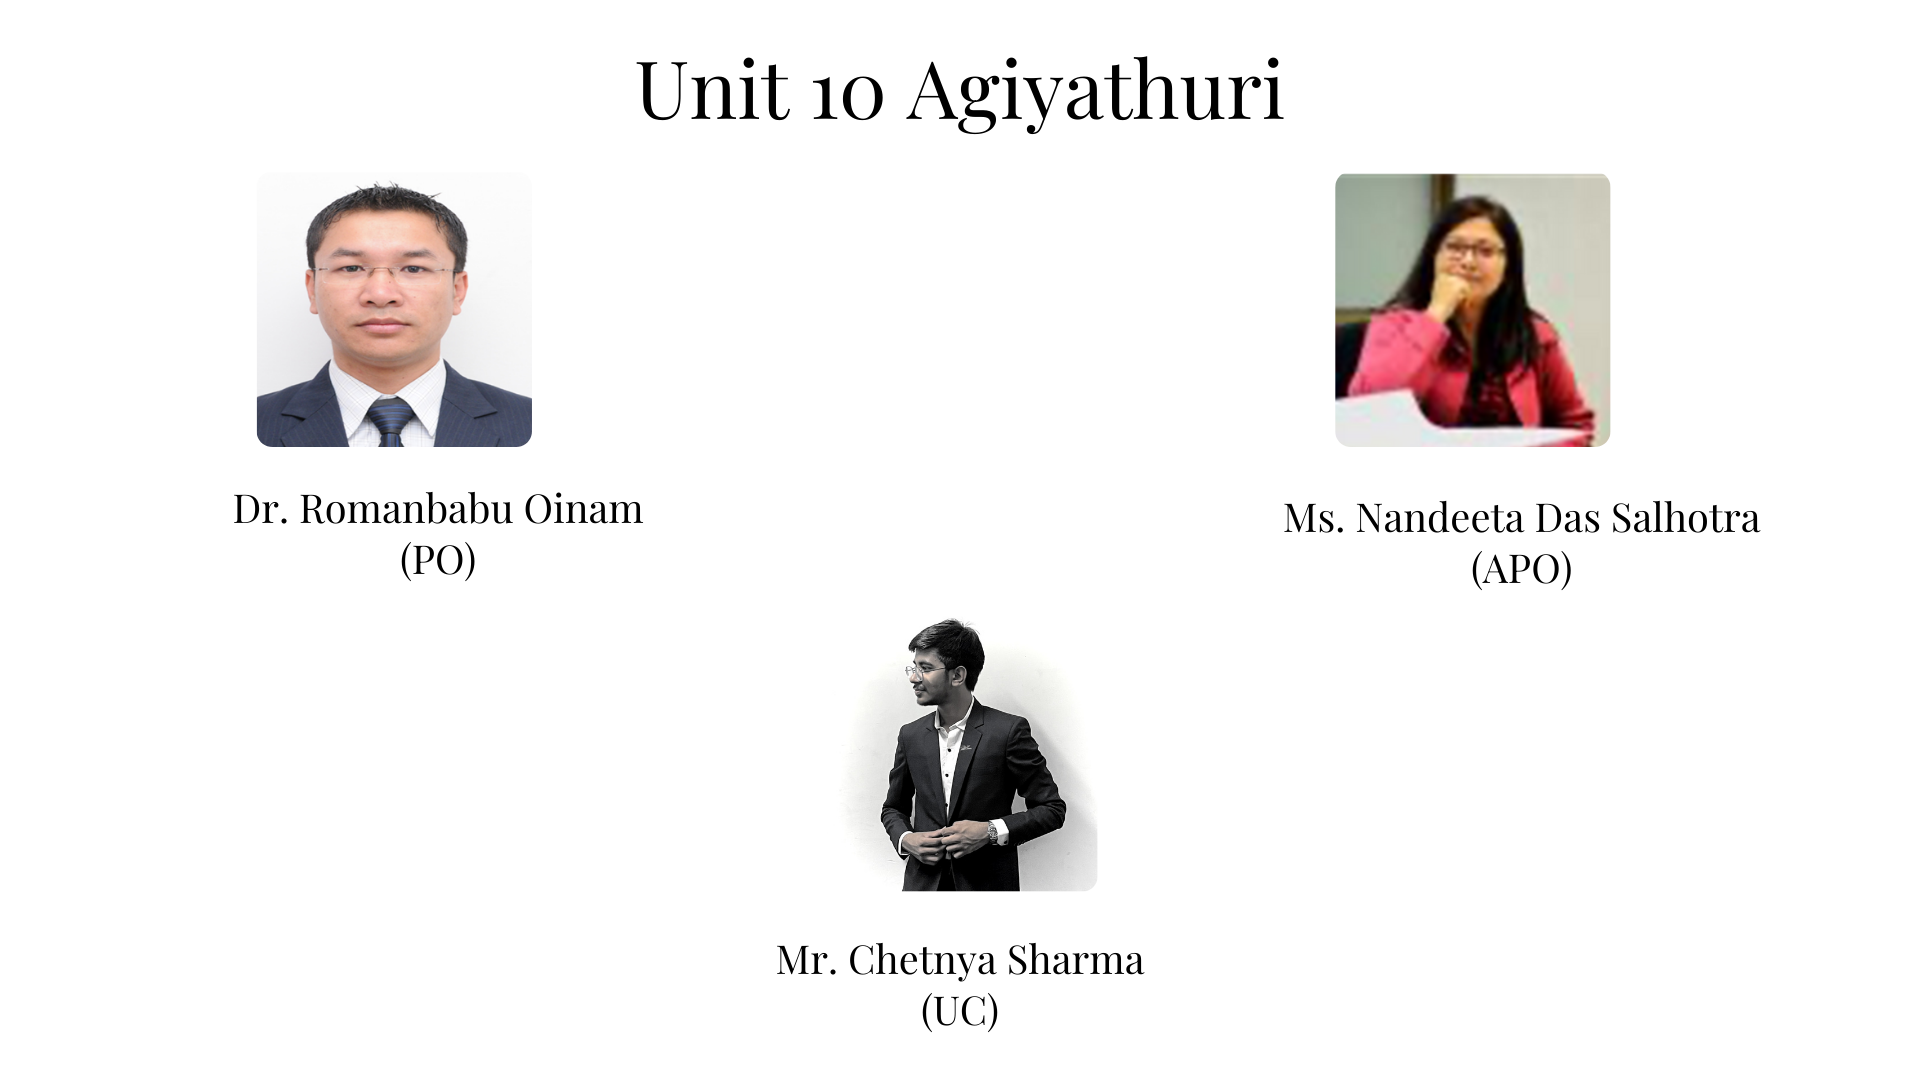 Unit 10 Agiyathuri
Dr. Romanbabu Oinam
(PO)
Ms. Nandeeta Das Salhotra
(APO)
Mr. Chetnya Sharma
(UC)